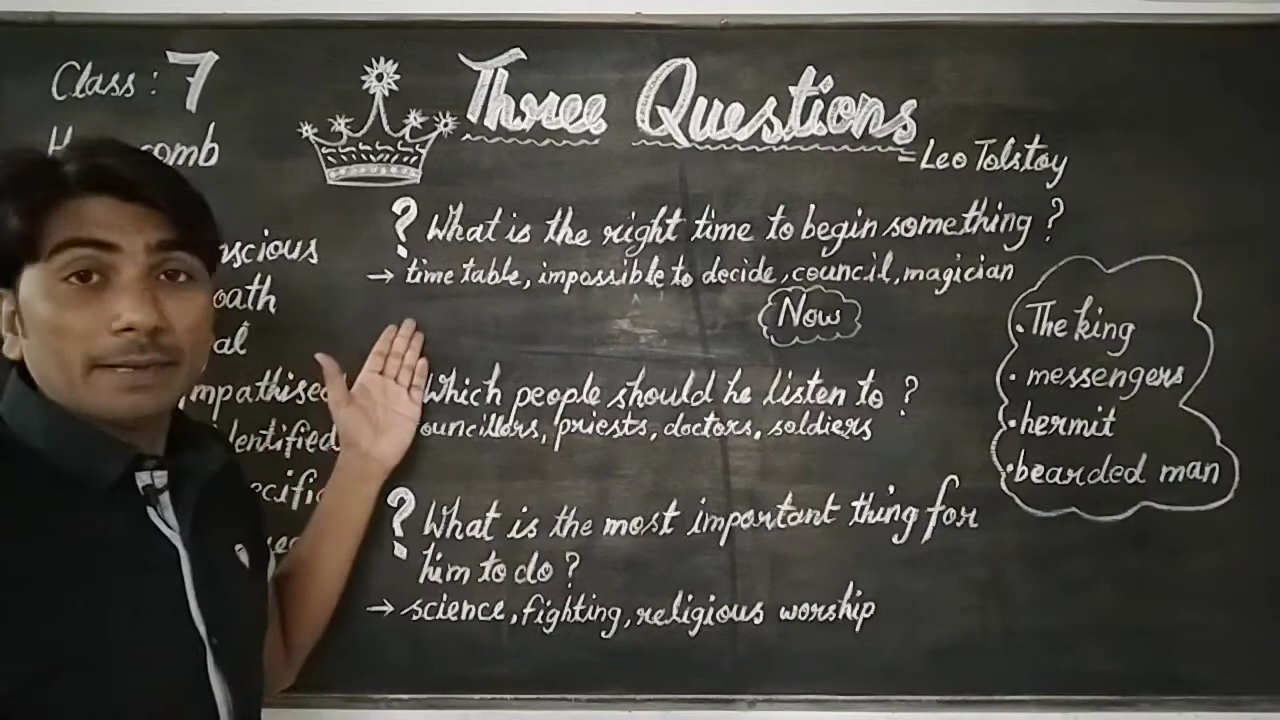 Class : 7
Three Questions
comb
= Leo Tolstoy
? What is the right time to begin something ?
→ time table, impossible to decide, council, magician
Now
Which people should he listen to ?
priests, doctors, soldiers
? What is the most important thing for
him to do ?
→ science, fighting, religious worship
• The king
• messengers
• hermit
• bearded man